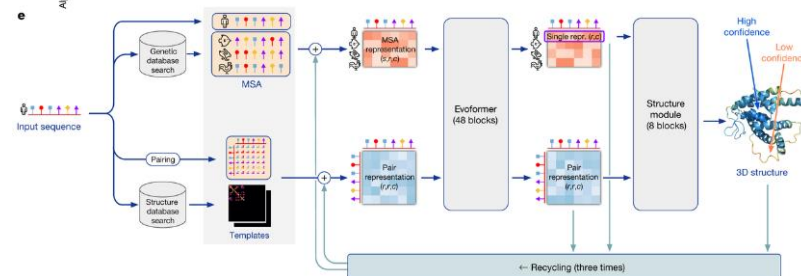 e
Genetic
database
search
MSA
Input sequence
Pairing
Structure
database
search
Templates
MSA
representation
(s,r,c)
Pair
representation
(r,r,c)
Evoformer
(48 blocks)
Single repr. (r,c)
Pair
representation
(r,r,c)
Structure
module
(8 blocks)
High
confidence
Low
confidenc
3D structure
← Recycling (three times)